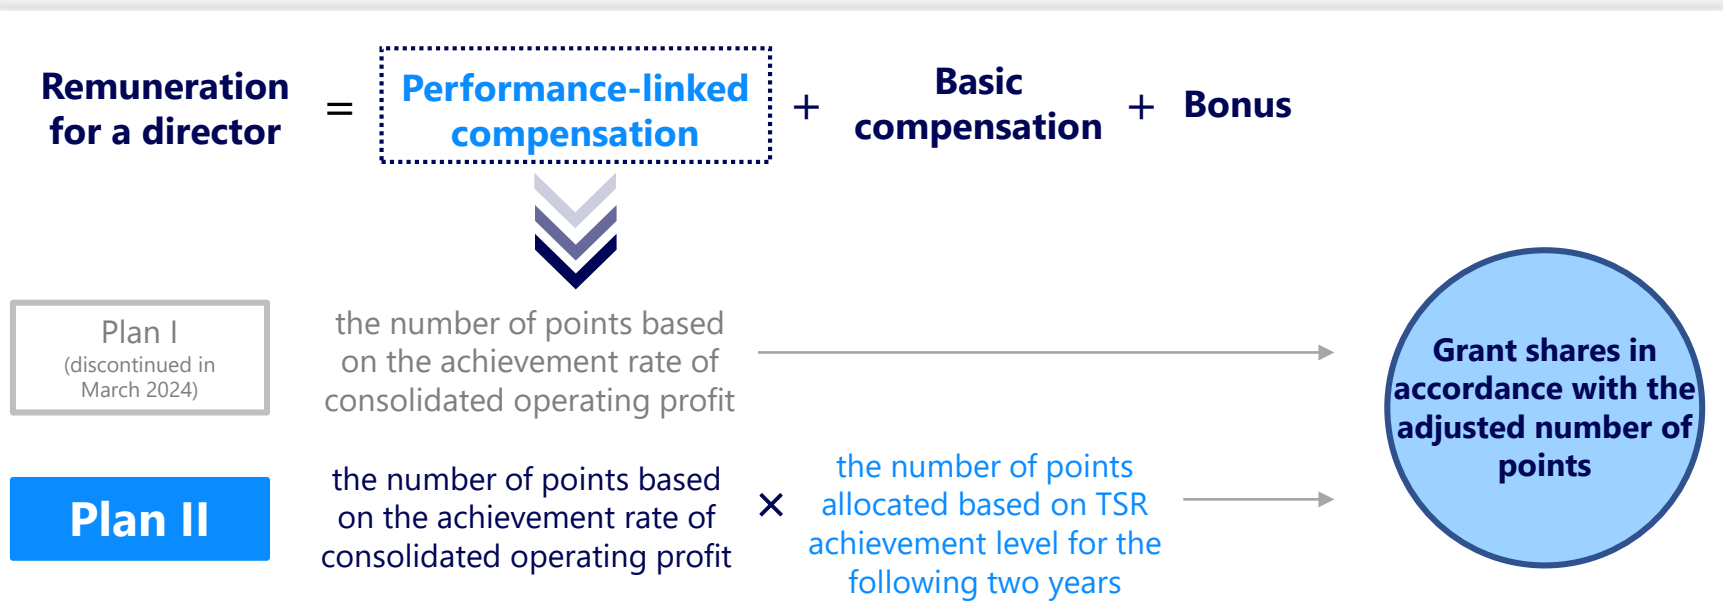 Remuneration
for a director
=
Performance-linked
compensation
+
Basic
compensation
+
Bonus
Plan I
(discontinued in
March 2024)
the number of points based
on the achievement rate of
consolidated operating profit
Plan II
the number of points based
on the achievement rate of
consolidated operating profit
×
the number of points
allocated based on TSR
achievement level for the
following two years
Grant shares in
accordance with the
adjusted number of
points